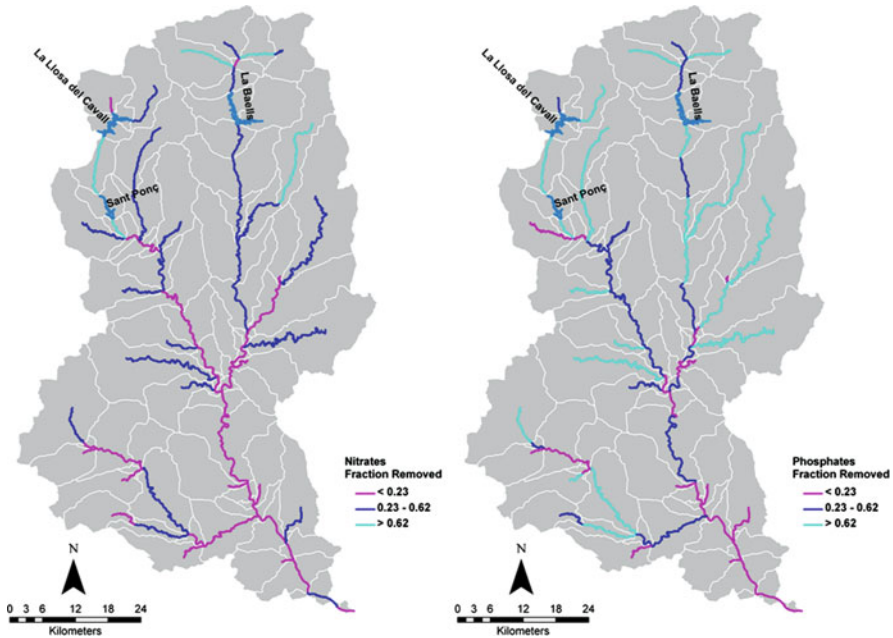 La Llosa del Cavall
La Baells
Sant Ponç
Nitrates
Fraction Removed
< 0.23
0.23 - 0.62
> 0.62
N
0 3 6 12 18 24
Kilometers
La Llosa del Cavall
La Baells
Sant Ponç
Phosphates
Fraction Removed
< 0.23
0.23 - 0.62
> 0.62
N
0 3 6 12 18 24
Kilometers